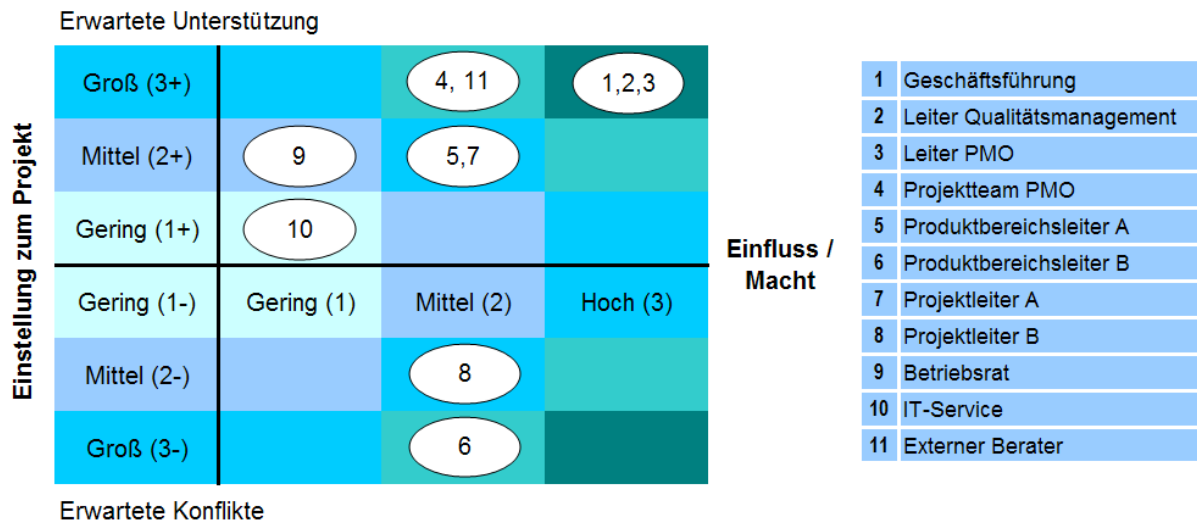 Erwartete Unterstützung
Einstellung zum Projekt
Groß (3+) 4, 11 1,2,3
Mittel (2+) 9 5,7
Gering (1+) 10
Gering (1-) Gering (1) Mittel (2) Hoch (3)
Mittel (2-) 8
Groß (3-) 6
Einfluss /
Macht
Erwartete Konflikte
1 Geschäftsführung
2 Leiter Qualitätsmanagement
3 Leiter PMO
4 Projektteam PMO
5 Produktbereichsleiter A
6 Produktbereichsleiter B
7 Projektleiter A
8 Projektleiter B
9 Betriebsrat
10 IT-Service
11 Externer Berater